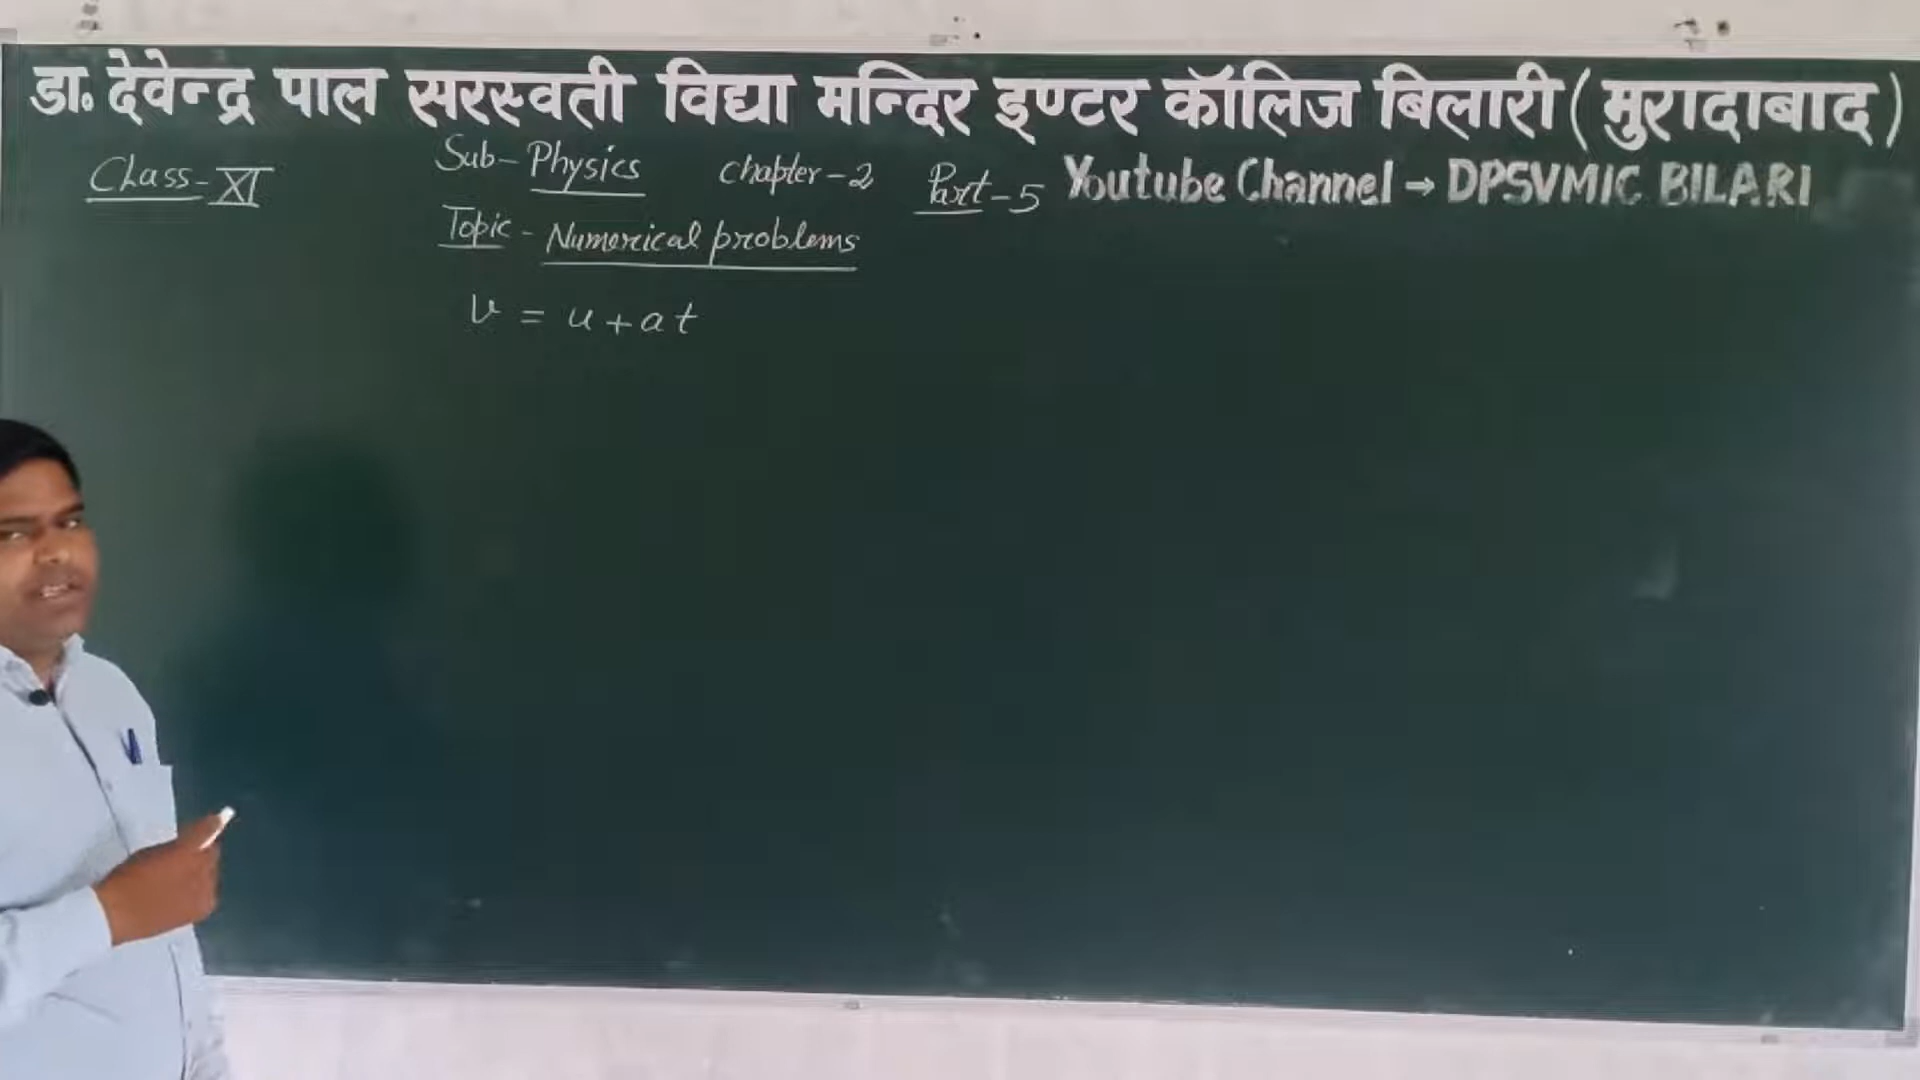 डा. देवेन्द्र पाल सरस्वती विद्या मन्दिर इण्टर कॉलिज बिलारी (मुरादाबाद)
Class-XI Sub-Physics Chapter-2 Part-5 Youtube Channel → DPSVMIC BILARI
Topic - Numerical problems
v = u + at